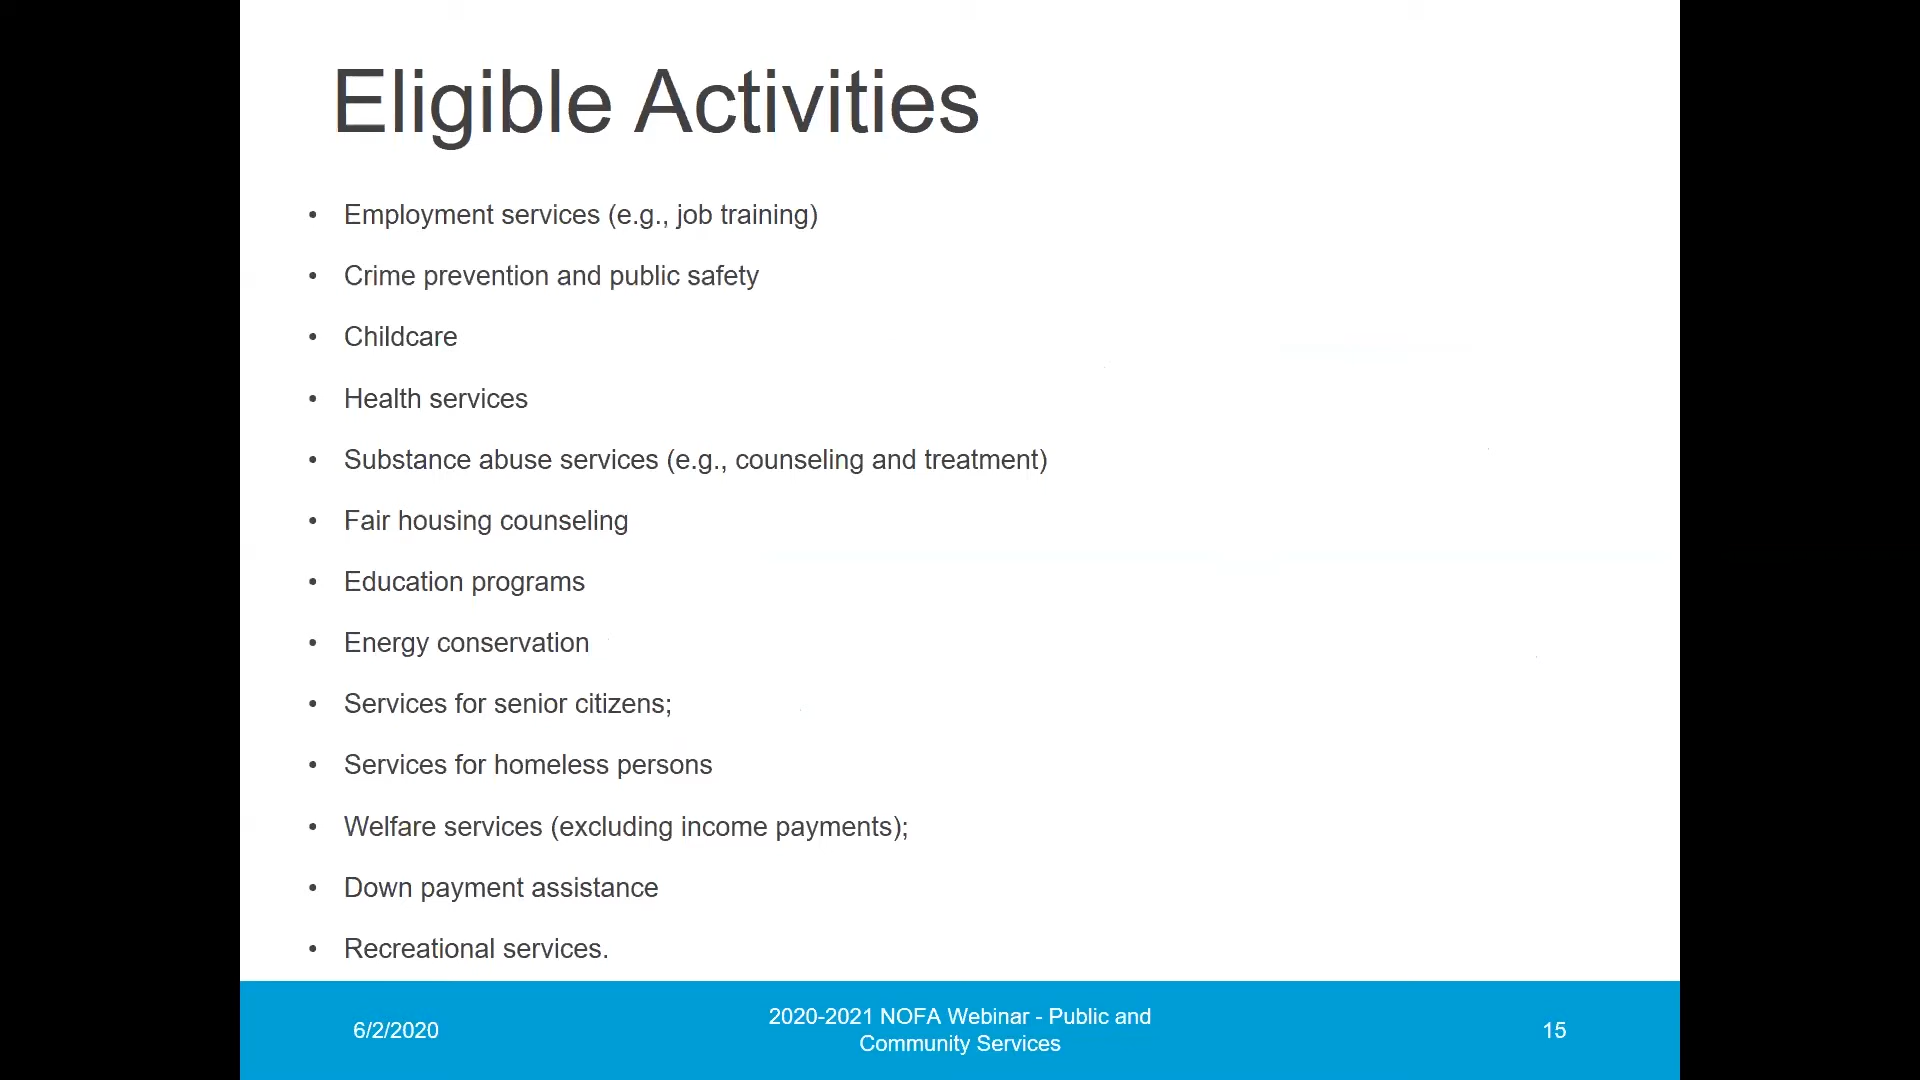 Eligible Activities
• Employment services (e.g., job training)
• Crime prevention and public safety
• Childcare
• Health services
• Substance abuse services (e.g., counseling and treatment)
• Fair housing counseling
• Education programs
• Energy conservation
• Services for senior citizens;
• Services for homeless persons
• Welfare services (excluding income payments);
• Down payment assistance
• Recreational services.
6/2/2020
2020-2021 NOFA Webinar - Public and
Community Services
15